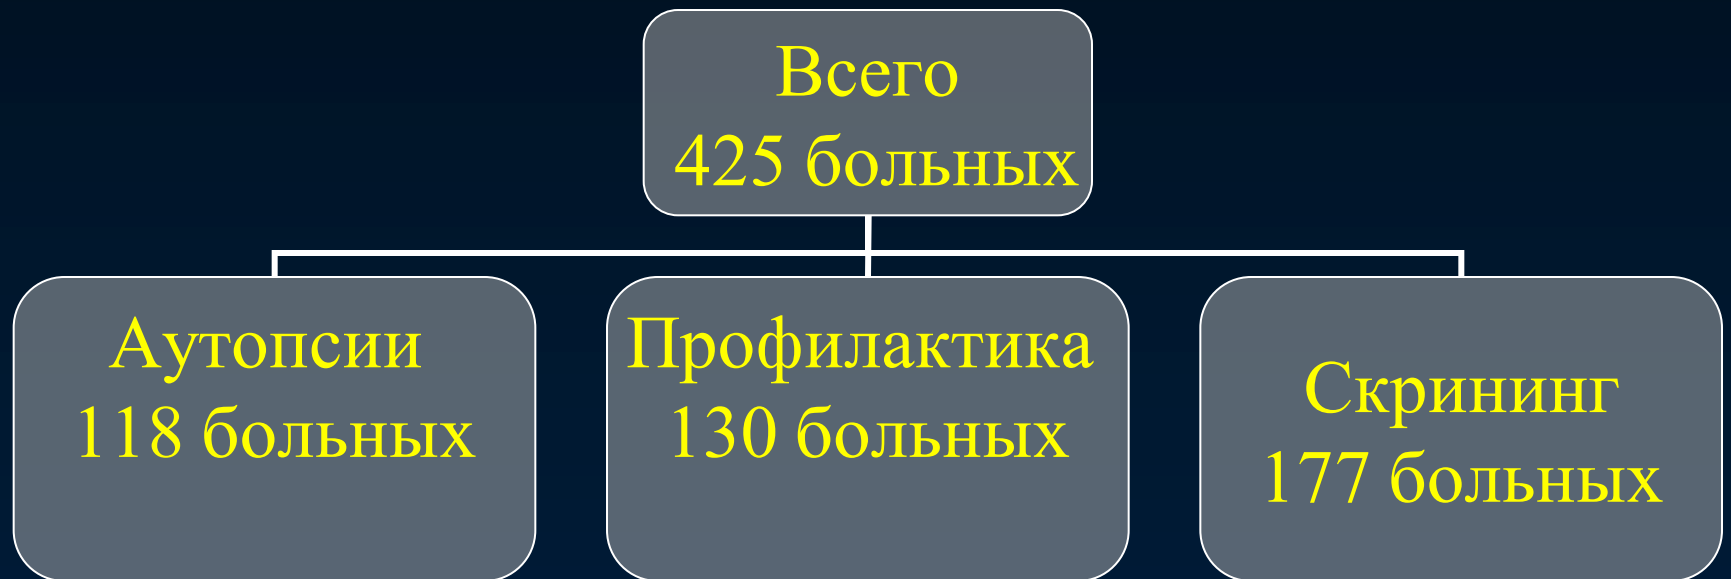 Всего
425 больных
Аутопсии
118 больных
Профилактика
130 больных
Скрининг
177 больных